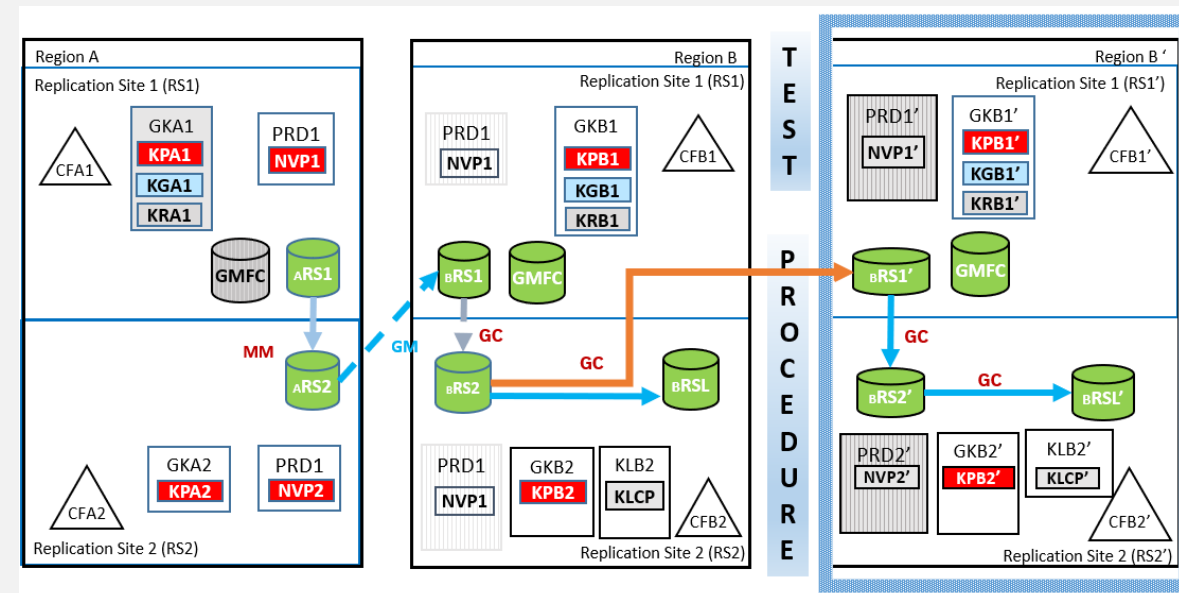 Region A
Replication Site 1 (RS1)
CFA1
GKA1
KPA1
KGA1
KRA1
PRD1
NVP1
GMFC
ARS1
MM
ARS2
GKA2
KPA2
PRD1
NVP2
CFA2
Replication Site 2 (RS2)
GM
Region B
Replication Site 1 (RS1)
PRD1
NVP1
GKB1
KPB1
KGB1
KRB1
CFB1
BRS1
GMFC
GC
BRS2
GC
BRSL
PRD1
NVP1
GKB2
KPB2
KLB2
KLCP
CFB2
Replication Site 2 (RS2)
TEST
PROCEDURE
Region B ‘
Replication Site 1 (RS1’)
PRD1’
NVP1’
GKB1’
KPB1’
KGB1’
KRB1’
CFB1’
BRS1’
GMFC
GC
BRS2’
GC
BRSL’
PRD2’
NVP2’
GKB2’
KPB2’
KLB2’
KLCP’
CFB2’
Replication Site 2 (RS2’)